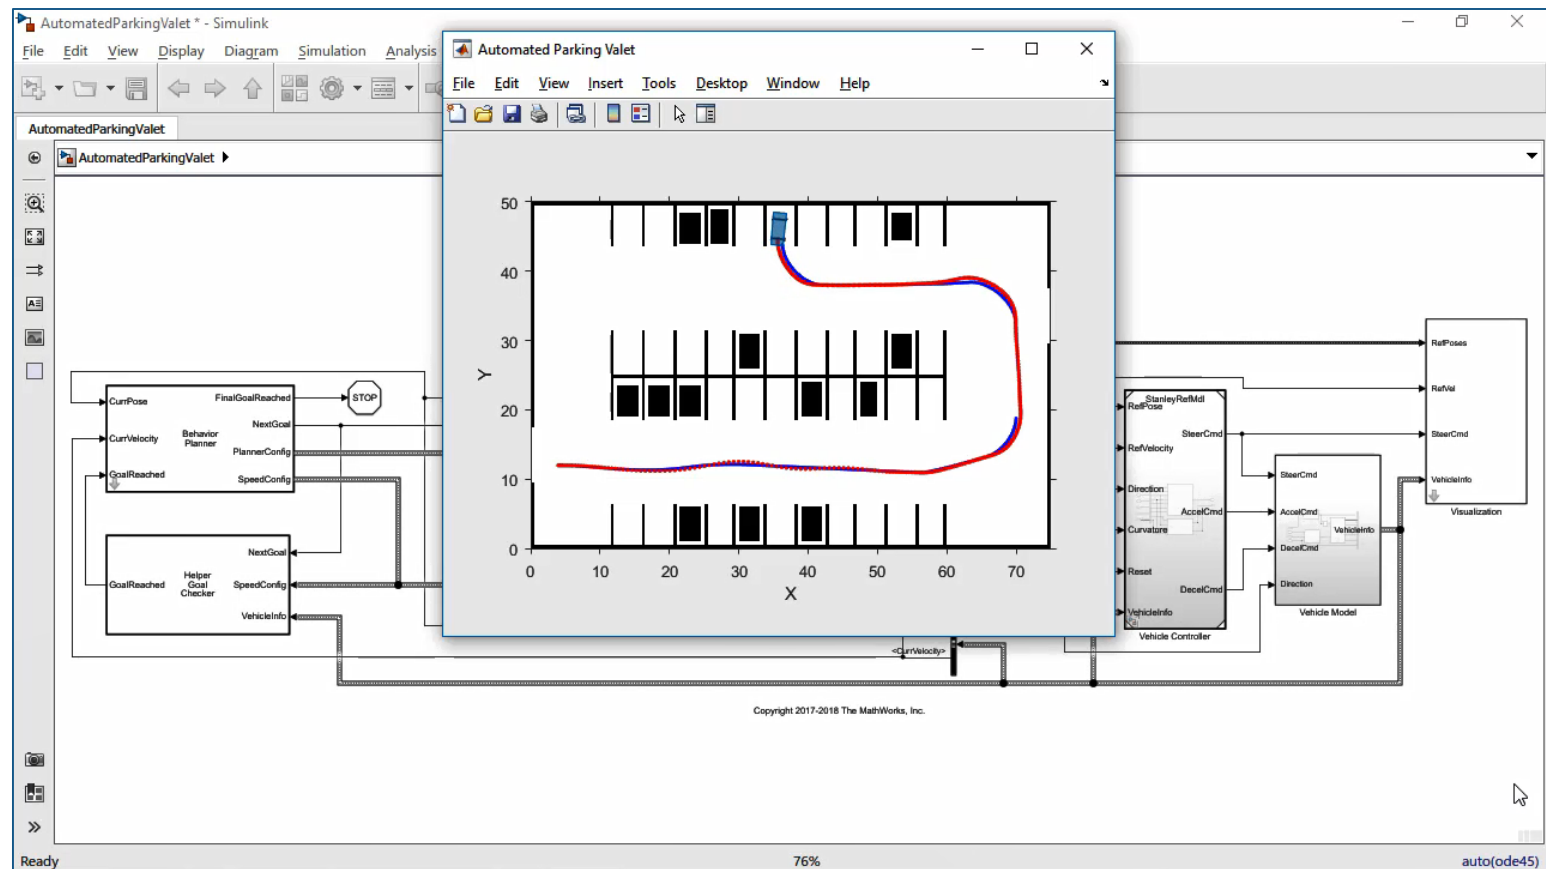 AutomatedParkingValet * - Simulink
File Edit View Display Diagram Simulation Analysis
AutomatedParkingValet
AutomatedParkingValet
Automated Parking Valet
File Edit View Insert Tools Desktop Window Help
50
40
30
20
10
0
Y
0 10 20 30 40 50 60 70
X
CurrPose
CurrVelocity
GoalReached
Behavior
Planner
FinalGoalReached
NextGoal
PlannerConfig
SpeedConfig
STOP
GoalReached
Helper
Goal
Checker
NextGoal
SpeedConfig
VehicleInfo
<CurrVelocity>
StanleyRefMdl
RefPose
RefVelocity
Direction
Curvature
Reset
VehicleInfo
SteerCmd
AccelCmd
DecelCmd
Vehicle Controller
SteerCmd
AccelCmd
DecelCmd
Direction
VehicleInfo
Vehicle Model
RefPoses
RefVel
SteerCmd
VehicleInfo
Visualization
Copyright 2017-2018 The MathWorks, Inc.
Ready
76%
auto(ode45)